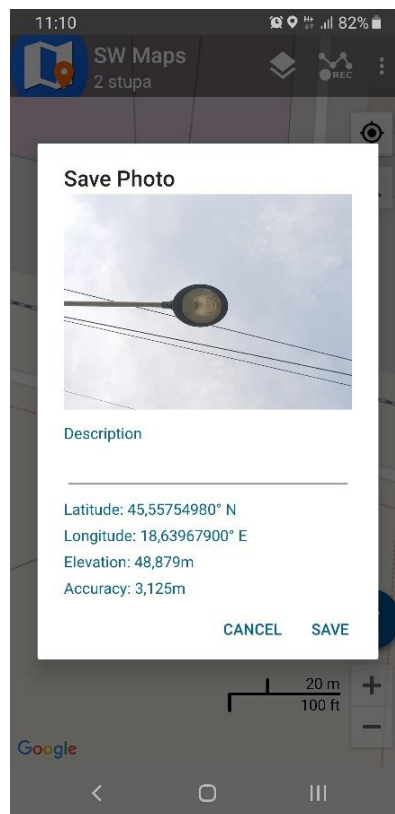 11:10
82%
SW Maps
2 stupa
REC
Save Photo
Description
Latitude: 45,55754980° N
Longitude: 18,63967900° E
Elevation: 48,879m
Accuracy: 3,125m
CANCEL SAVE
20 m
100 ft
Google